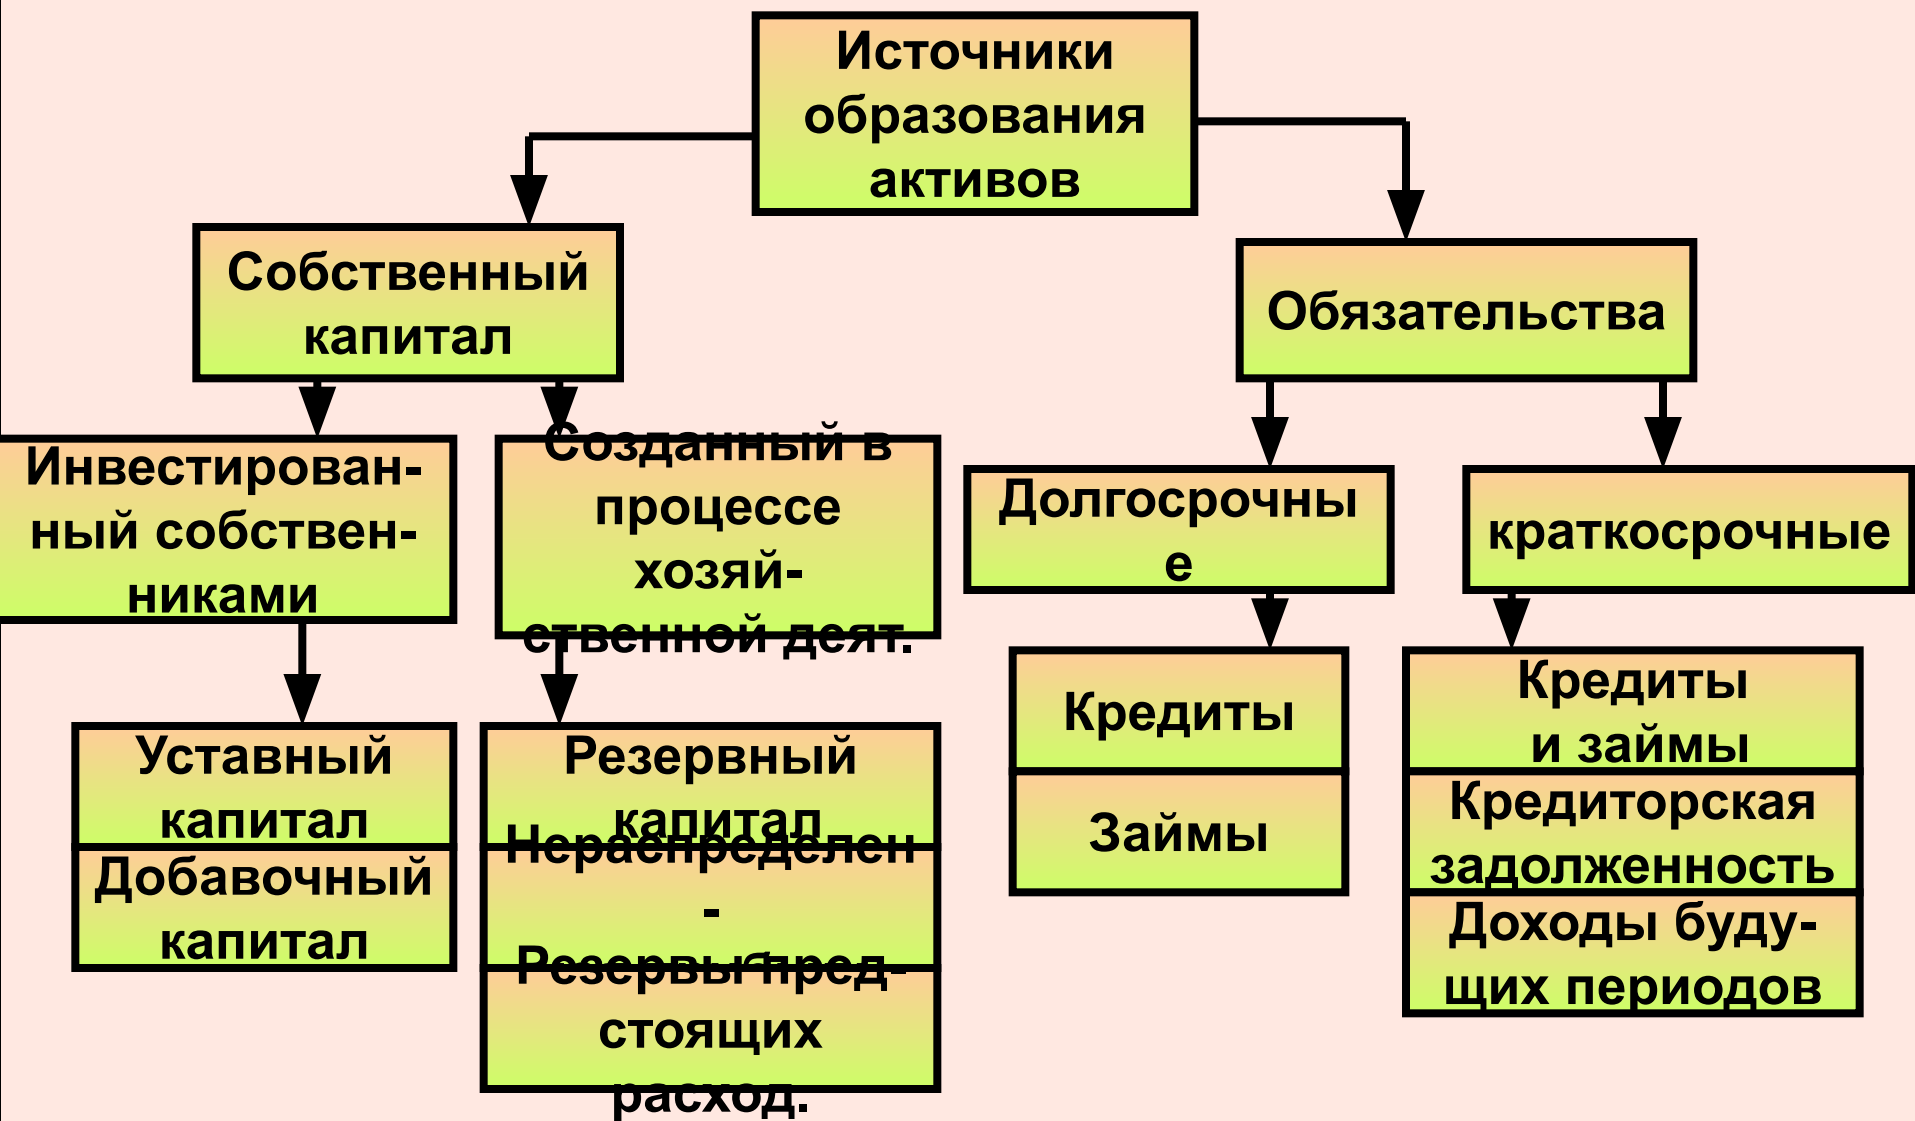 Источники
образования
активов
Собственный
капитал
Обязательства
Инвестирован-
ный собствен-
никами
Созданный в
процессе
хозяй-
ственной деят.
Долгосрочны
е
краткосрочные
Уставный
капитал
Добавочный
капитал
Резервный
капитал
Нераспределен
-
Резервы пред-
стоящих
расход.
Кредиты
Займы
Кредиты
и займы
Кредиторская
задолженность
Доходы буду-
щих периодов